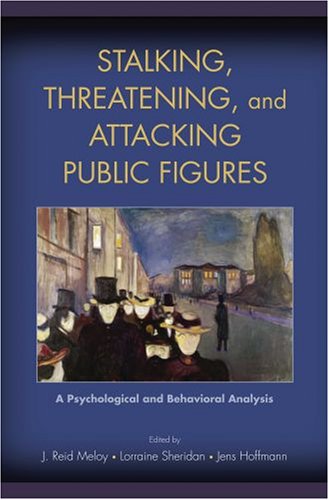 STALKING,
THREATENING, and
ATTACKING
PUBLIC FIGURES
A Psychological and Behavioral Analysis
Edited by
J. Reid Meloy • Lorraine Sheridan • Jens Hoffmann